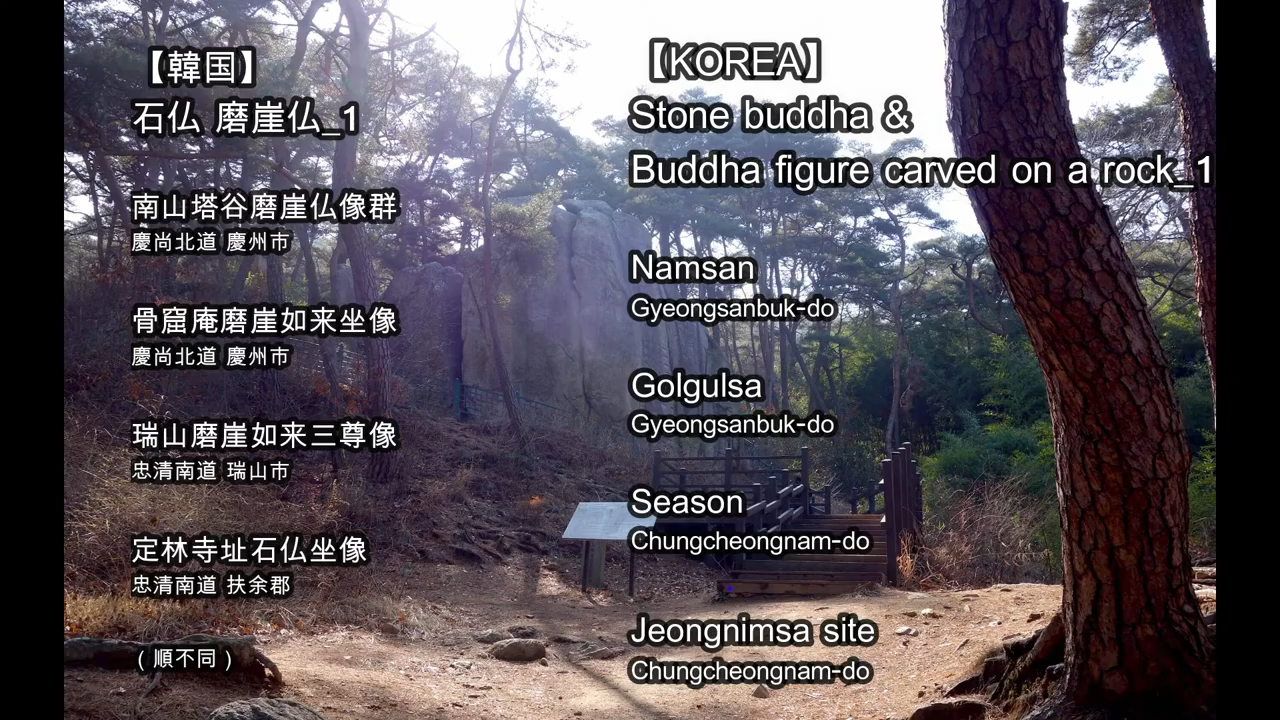 【韓国】
石仏 磨崖仏_1
南山塔谷磨崖仏像群
慶尚北道 慶州市
骨窟庵磨崖如来坐像
慶尚北道 慶州市
瑞山磨崖如来三尊像
忠清南道 瑞山市
定林寺址石仏坐像
忠清南道 扶余郡
（順不同）
【KOREA】
Stone buddha &
Buddha figure carved on a rock_1
Namsan
Gyeongsanbuk-do
Golgulsa
Gyeongsanbuk-do
Season
Chungcheongnam-do
Jeongnimsa site
Chungcheongnam-do